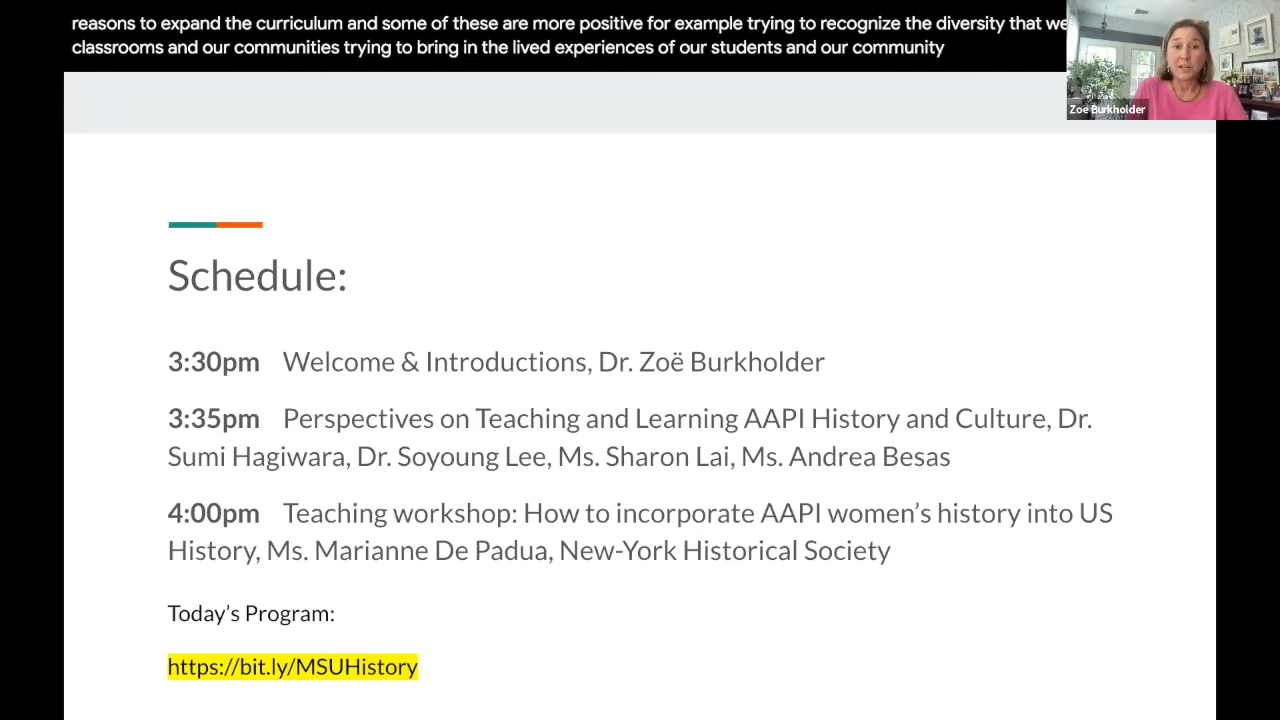 reasons to expand the curriculum and some of these are more positive for example trying to recognize the diversity that we
classrooms and our communities trying to bring in the lived experiences of our students and our community
Zoë Burkholder
Schedule:
3:30pm Welcome & Introductions, Dr. Zoë Burkholder
3:35pm Perspectives on Teaching and Learning AAPI History and Culture, Dr.
Sumi Hagiwara, Dr. Soyoung Lee, Ms. Sharon Lai, Ms. Andrea Besas
4:00pm Teaching workshop: How to incorporate AAPI women’s history into US
History, Ms. Marianne De Padua, New-York Historical Society
Today’s Program:
https://bit.ly/MSUHistory